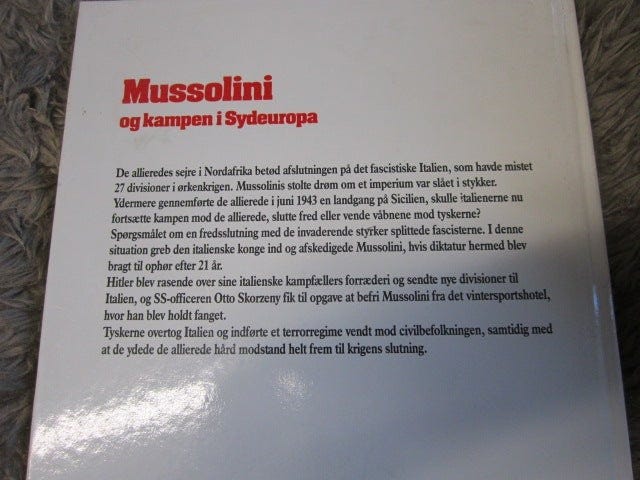 Mussolini
og kampen i Sydeuropa
De allieredes sejre i Nordafrika betød afslutningen på det fascistiske Italien, som havde mistet
27 divisioner i ørkenkrigen. Mussolinis stolte drøm om et imperium var slået i stykker.
Ydermere gennemførte de allierede i juni 1943 en landgang på Sicilien, skulle italienerne nu
fortsætte kampen mod de allierede, slutte fred eller vende våbnene mod tyskerne?
Spørgsmålet om en fredsslutning med de invaderende styrker splittede fascisterne. I denne
situation greb den italienske konge ind og afskedigede Mussolini, hvis diktatur hermed blev
bragt til ophør efter 21 år.
Hitler blev rasende over sine italienske kampfællers forræderi og sendte nye divisioner til
Italien, og SS-officeren Otto Skorzeny fik til opgave at befri Mussolini fra det vintersportshotel,
hvor han blev holdt fanget.
Tyskerne overtog Italien og indførte et terrorregime vendt mod civilbefolkningen, samtidig med
at de ydede de allierede hård modstand helt frem til krigens slutning.